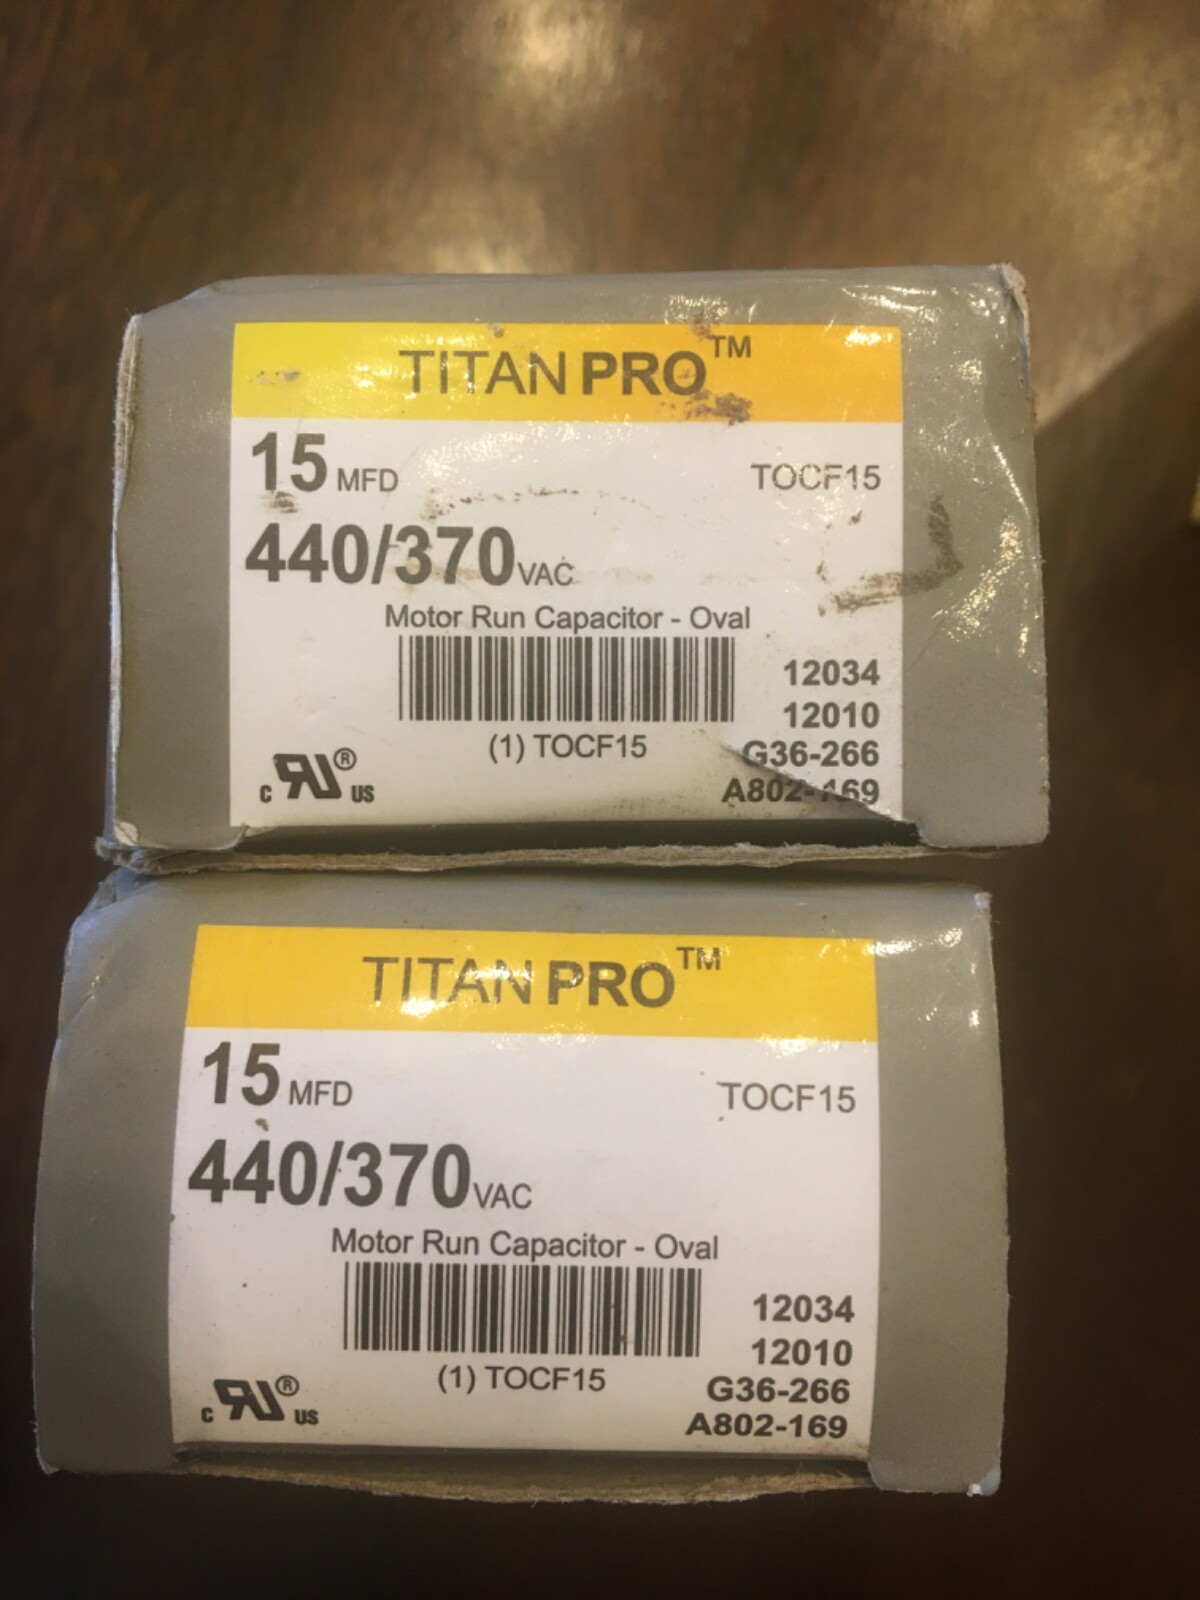 TITAN PRO™
15 MFD TOCF15
440/370 VAC
Motor Run Capacitor - Oval
12034
12010
(1) TOCF15
G36-266
A802-169
c RU® US
TITAN PRO™
15 MFD TOCF15
440/370 VAC
Motor Run Capacitor - Oval
12034
12010
(1) TOCF15
G36-266
A802-169
c RU® US